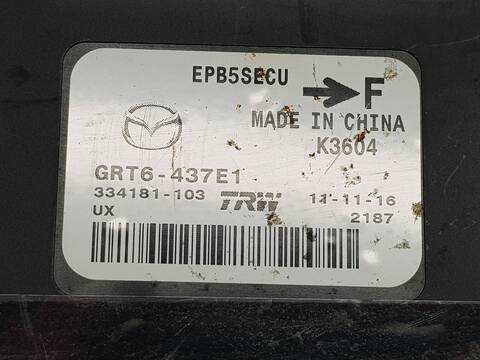 EPB5SECU
F
MADE IN CHINA
K3604
GRT6-437E1
334181-103 TRW 11-11-16
UX 2187